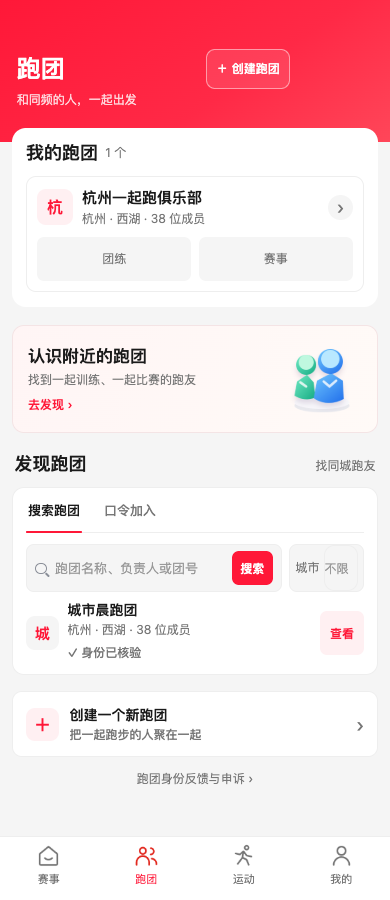 跑团
+ 创建跑团
和同频的人，一起出发
我的跑团 1 个
杭
杭州一起跑俱乐部
杭州 · 西湖 · 38 位成员
›
团练
赛事
认识附近的跑团
找到一起训练、一起比赛的跑友
去发现 ›
发现跑团
找同城跑友
搜索跑团
口令加入
跑团名称、负责人或团号
搜索
城市 不限
城
城市晨跑团
杭州 · 西湖 · 38 位成员
✓ 身份已核验
查看
+
创建一个新跑团
把一起跑步的人聚在一起
›
跑团身份反馈与申诉 ›
赛事
跑团
运动
我的